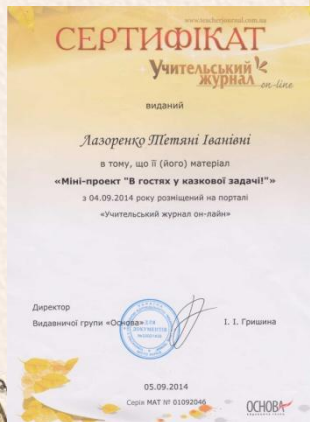 www.teacherjournal.com.ua
СЕРТИФІКАТ
Учительський
журнал on-line
виданий
Лазоренко Тетяні Іванівні
в тому, що її (його) матеріал
«Міні-проект "В гостях у казкової задачі!"»
з 04.09.2014 року розміщений на порталі
«Учительський журнал он-лайн»
Директор
Видавничої групи «Основа»
І. І. Гришина
ДЛЯ
ДОКУМЕНТІВ
05.09.2014
Серія МАТ № 01092046
ОСНОВА